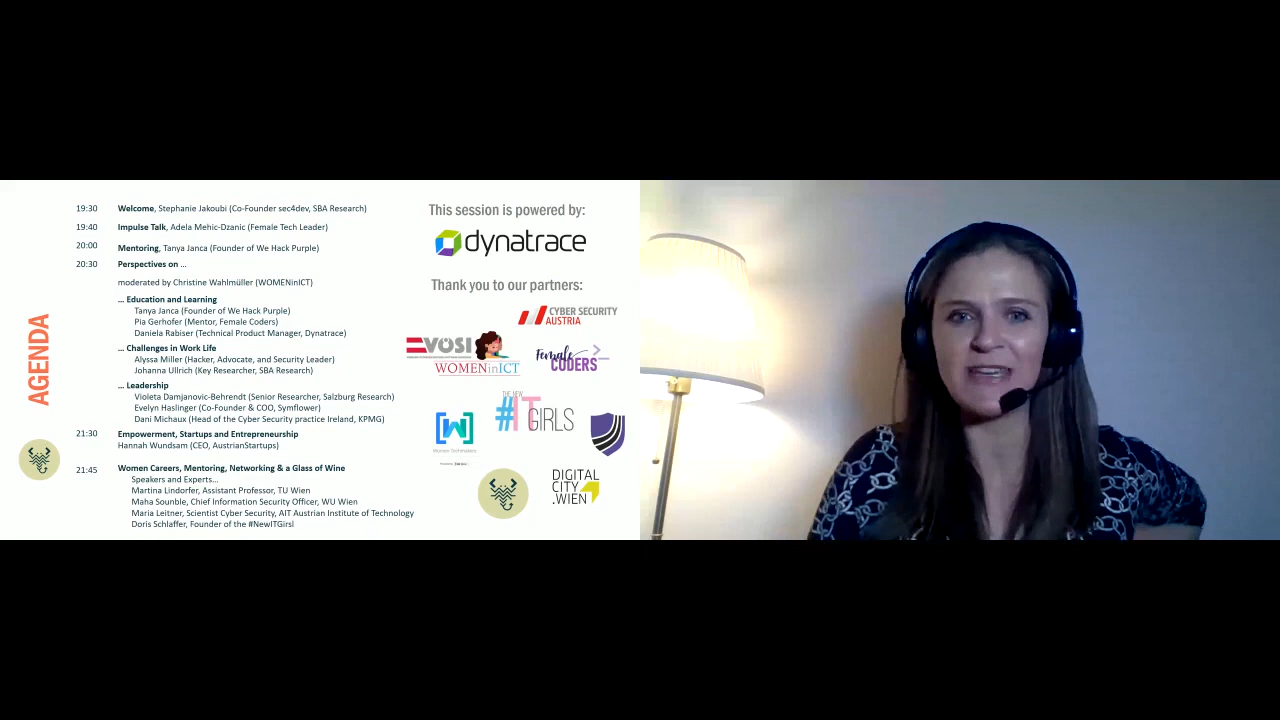 AGENDA
19:30 Welcome, Stephanie Jakoubi (Co-Founder sec4dev, SBA Research)
19:40 Impulse Talk, Adela Mehic-Dzanic (Female Tech Leader)
20:00 Mentoring, Tanya Janca (Founder of We Hack Purple)
20:30 Perspectives on ...
moderated by Christine Wahlmüller (WOMENinICT)
... Education and Learning
Tanya Janca (Founder of We Hack Purple)
Pia Gerhofer (Mentor, Female Coders)
Daniela Rabiser (Technical Product Manager, Dynatrace)
... Challenges in Work Life
Alyssa Miller (Hacker, Advocate, and Security Leader)
Johanna Ullrich (Key Researcher, SBA Research)
... Leadership
Violeta Damjanovic-Behrendt (Senior Researcher, Salzburg Research)
Evelyn Haslinger (Co-Founder & COO, Symflower)
Dani Michaux (Head of the Cyber Security practice Ireland, KPMG)
21:30 Empowerment, Startups and Entrepreneurship
Hannah Wundsam (CEO, AustrianStartups)
21:45 Women Careers, Mentoring, Networking & a Glass of Wine
Speakers and Experts...
Martina Lindorfer, Assistant Professor, TU Wien
Maha Sounble, Chief Information Security Officer, WU Wien
Maria Leitner, Scientist Cyber Security, AIT Austrian Institute of Technology
Doris Schlaffer, Founder of the #NewITGirsl
This session is powered by:
dynatrace
Thank you to our partners:
CYBER SECURITY
AUSTRIA
VÖSI
WOMENinICT
Female
CODERS
THE NEW
#ITGIRLS
Women Techmakers
DIGITAL
CITY
.WIEN